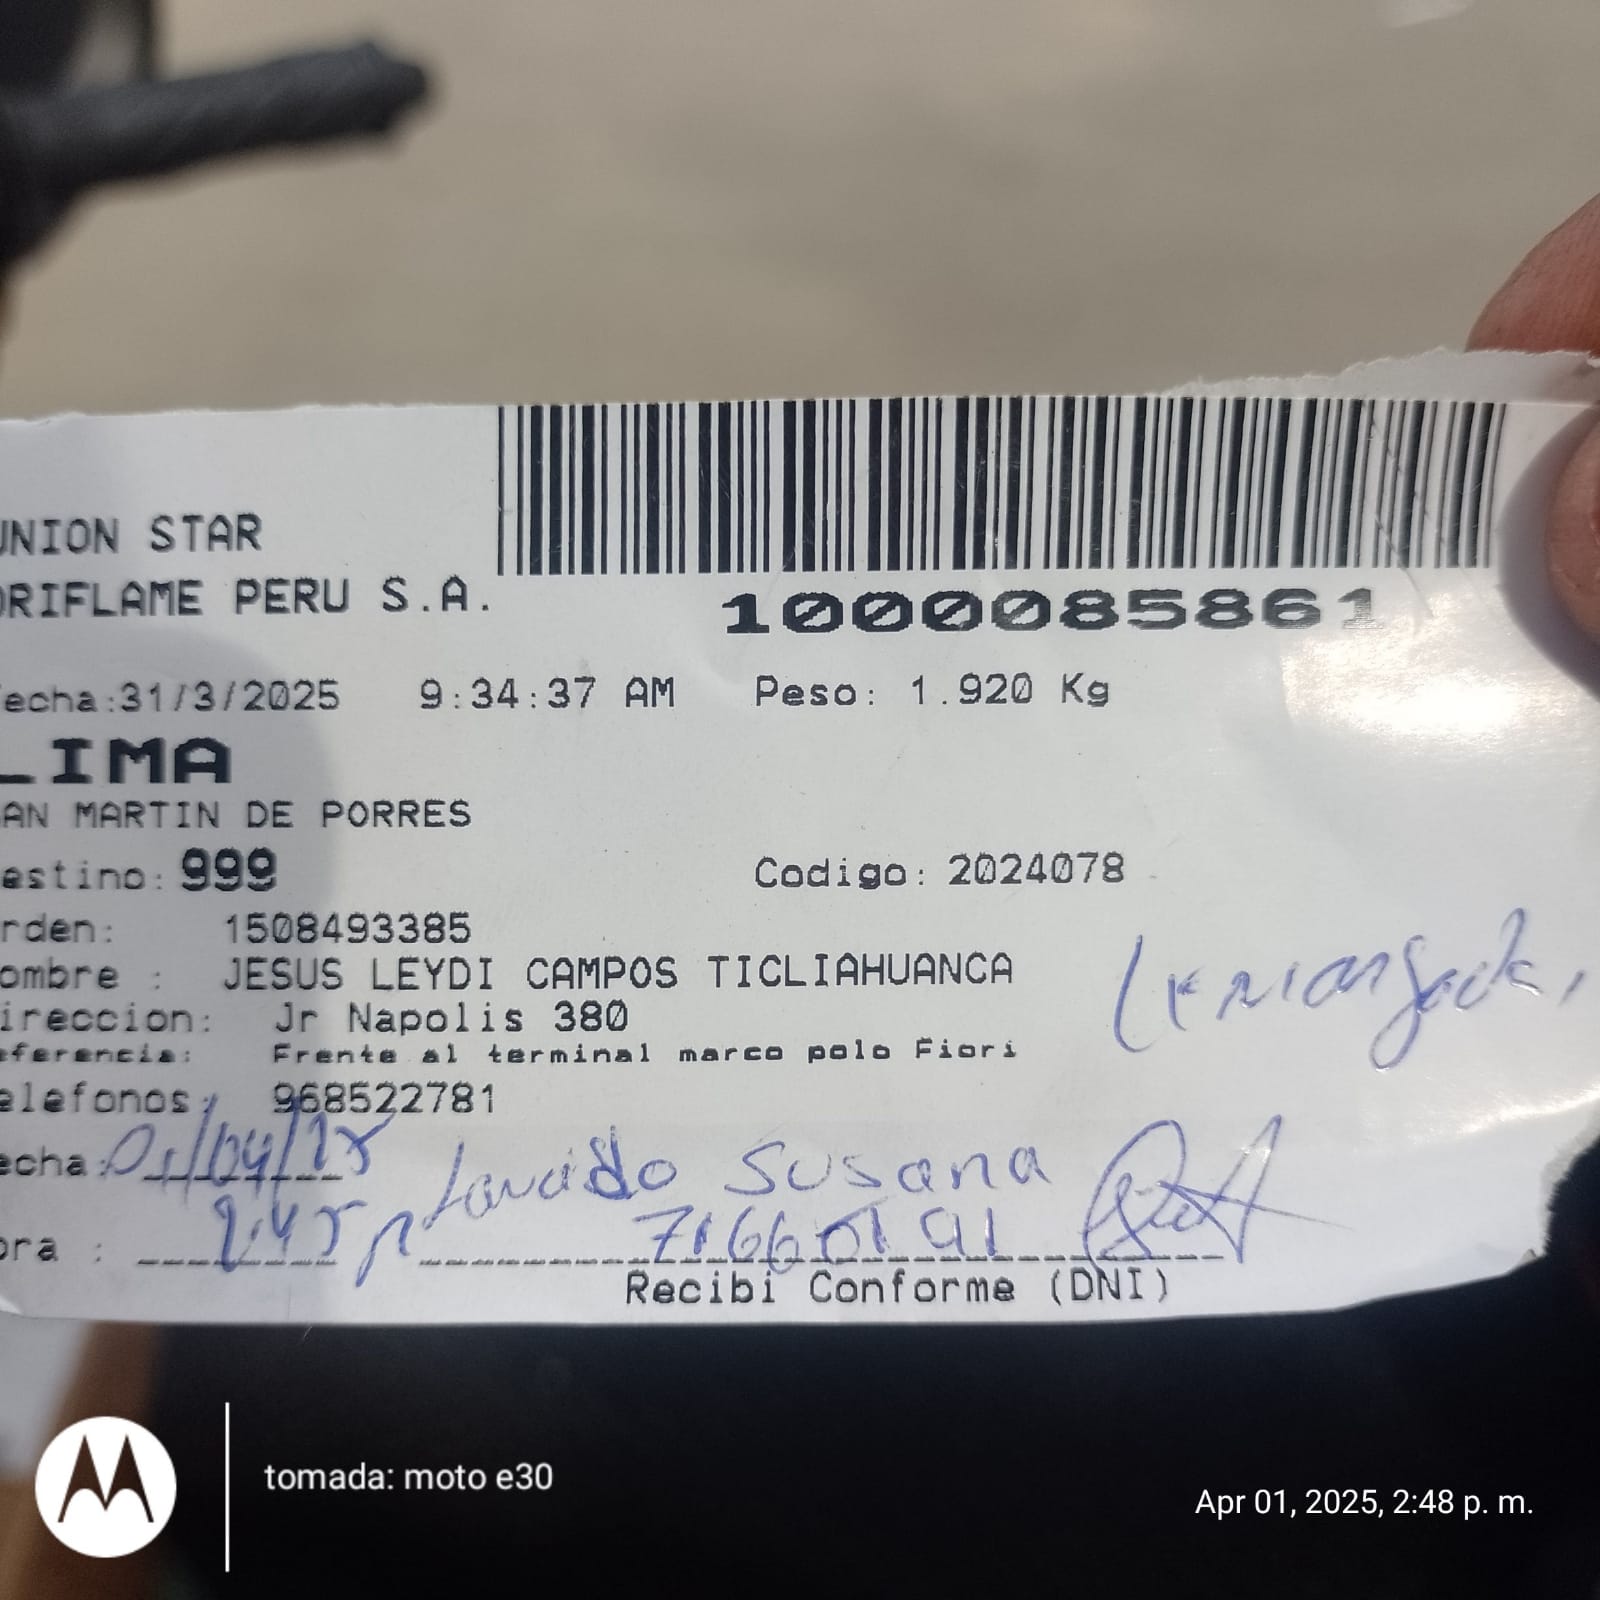 UNION STAR
ORIFLAME PERU S.A.
1000085861
Fecha:31/3/2025 9:34:37 AM Peso: 1.920 Kg
LIMA
SAN MARTIN DE PORRES
estino: 999 Codigo: 2024078
rden: 1508493385
ombre : JESUS LEYDI CAMPOS TICLIAHUANCA
ireccion: Jr Napolis 380
eferencia: Frente al terminal marco polo Fiori
elefonos: 968522781
echa: 01/04/25 Susana
ora : 2:45 p
Recibi Conforme (DNI)
tomada: moto e30
Apr 01, 2025, 2:48 p. m.